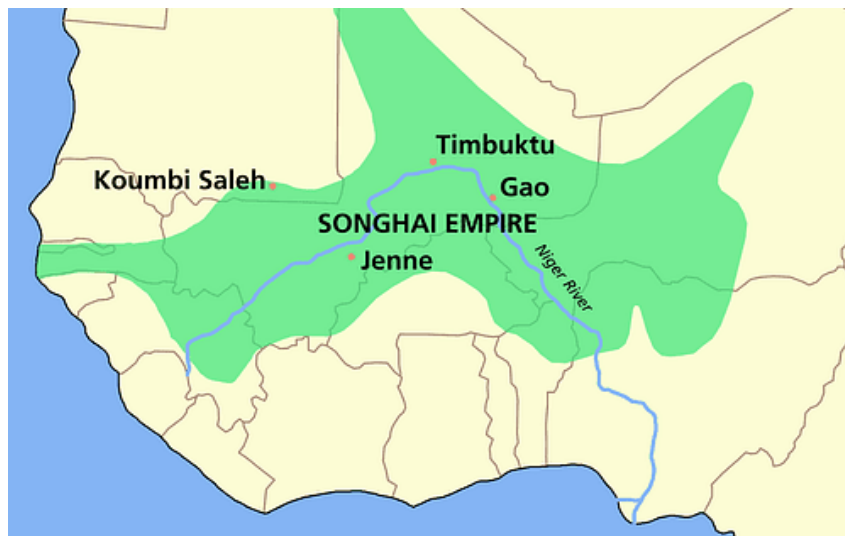 Timbuktu
Koumbi Saleh
Gao
SONGHAI EMPIRE
Jenne
Niger River